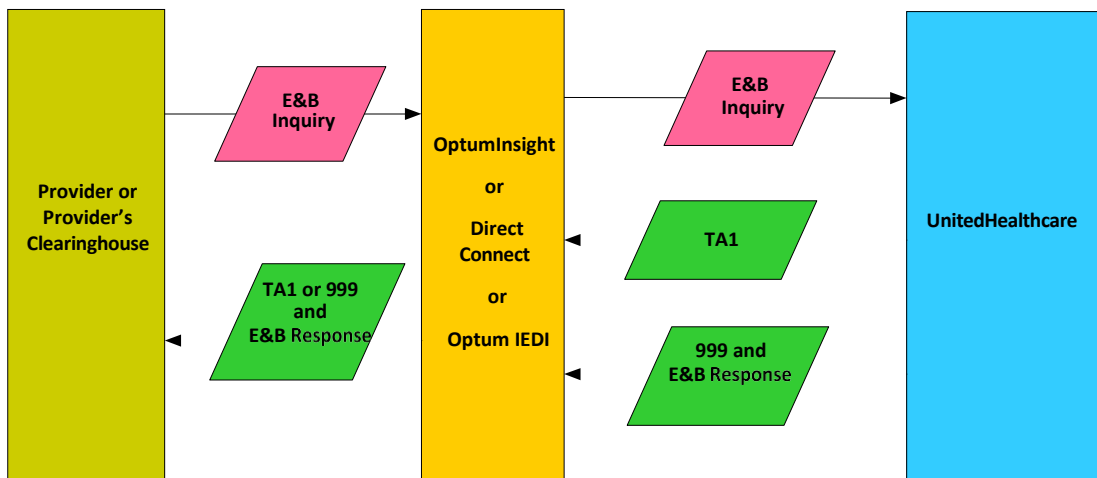 Provider or
Provider's
Clearinghouse
E&B
Inquiry
TA1 or 999
and
E&B Response
OptumInsight
or
Direct
Connect
or
Optum IEDI
E&B
Inquiry
TA1
999 and
E&B Response
UnitedHealthcare